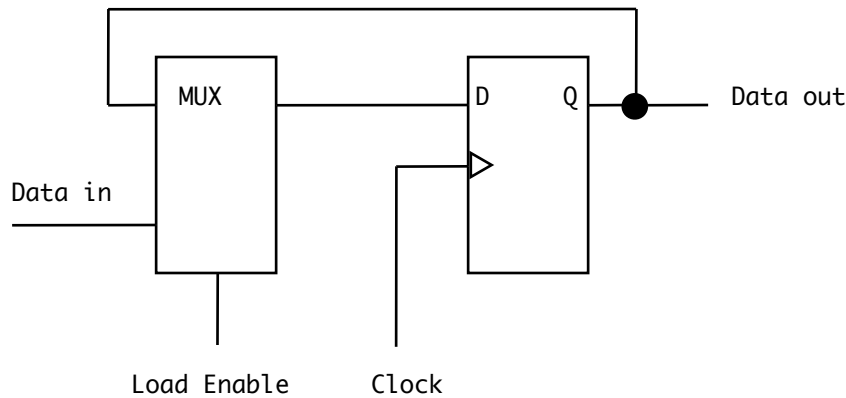 MUX
D Q
Data out
Data in
Load Enable
Clock